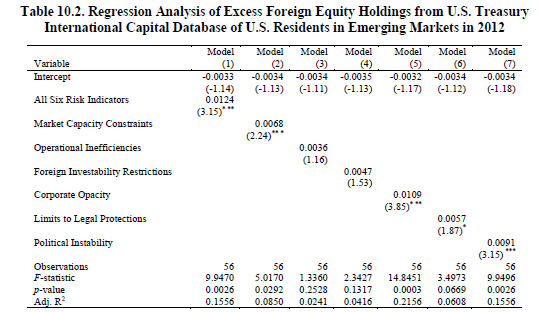 Table 10.2. Regression Analysis of Excess Foreign Equity Holdings from U.S. Treasury
International Capital Database of U.S. Residents in Emerging Markets in 2012
Model Model Model Model Model Model Model
Variable (1) (2) (3) (4) (5) (6) (7)
Intercept -0.0033 -0.0034 -0.0034 -0.0035 -0.0032 -0.0034 -0.0034
(-1.14) (-1.13) (-1.11) (-1.13) (-1.17) (-1.12) (-1.18)
All Six Risk Indicators 0.0124
(3.15)***
Market Capacity Constraints 0.0068
(2.24)***
Operational Inefficiencies 0.0036
(1.16)
Foreign Investability Restrictions 0.0047
(1.53)
Corporate Opacity 0.0109
(3.85)***
Limits to Legal Protections 0.0057
(1.87)*
Political Instability 0.0091
(3.15)***
Observations 56 56 56 56 56 56 56
F-statistic 9.9470 5.0170 1.3360 2.3427 14.8451 3.4973 9.9496
p-value 0.0026 0.0292 0.2528 0.1317 0.0003 0.0669 0.0026
Adj. R² 0.1556 0.0850 0.0241 0.0416 0.2156 0.0608 0.1556